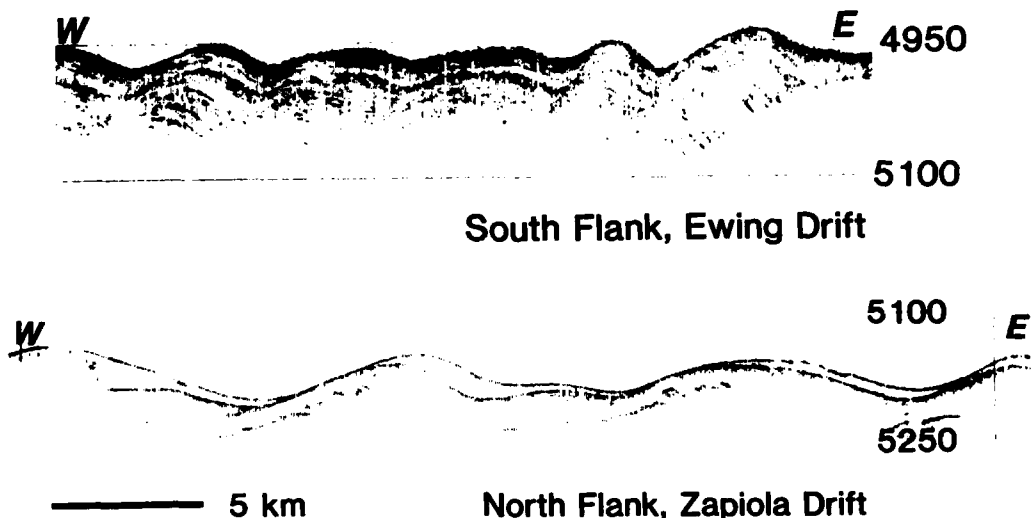 W E 4950
5100
South Flank, Ewing Drift
5100
W E
5250
5 km North Flank, Zapiola Drift